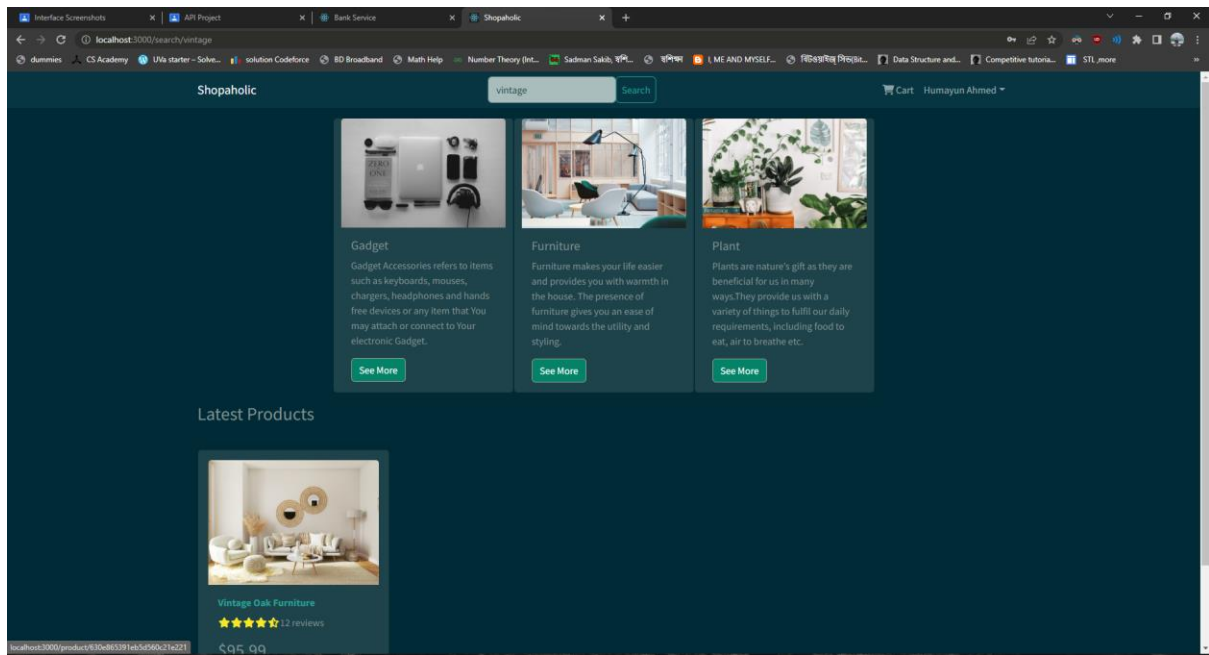 Interface Screenshots
API Project
Bank Service
Shopaholic
localhost:3000/search/vintage
dummies
CS Academy
UVa starter – Solve...
solution Codeforce
BD Broadband
Math Help
Number Theory (Int...
Sadman Sakib,
I, ME AND MYSELF...
Data Structure and...
Competitive tutoria...
STL ,more
Shopaholic
vintage
Search
Cart
Humayun Ahmed
ZERO
ONE
Gadget
Gadget Accessories refers to items
such as keyboards, mouses,
chargers, headphones and hands
free devices or any item that You
may attach or connect to Your
electronic Gadget.
See More
Furniture
Furniture makes your life easier
and provides you with warmth in
the house. The presence of
furniture gives you an ease of
mind towards the utility and
styling.
See More
Plant
Plants are nature's gift as they are
beneficial for us in many
ways.They provide us with a
variety of things to fulfil our daily
requirements, including food to
eat, air to breathe etc.
See More
Latest Products
Vintage Oak Furniture
12 reviews
$95.99
localhost:3000/product/630e865391eb5d560c21e221